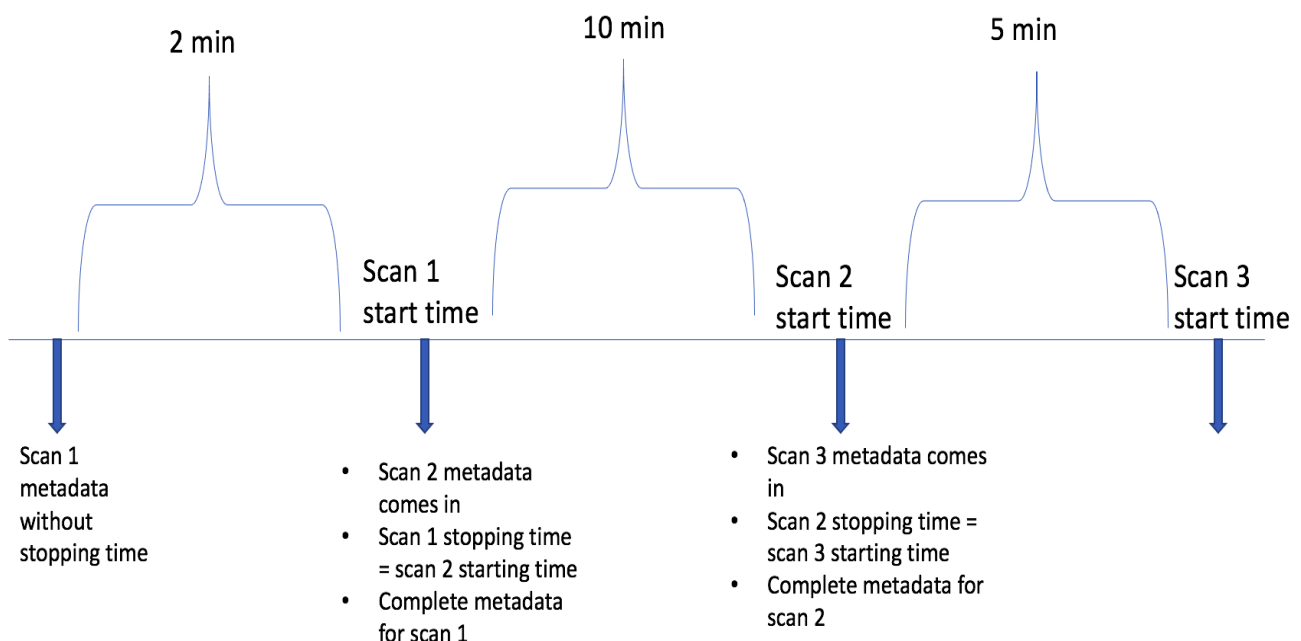 2 min
10 min
5 min
Scan 1
start time
Scan 2
start time
Scan 3
start time
Scan 1
metadata
without
stopping time
• Scan 2 metadata
comes in
• Scan 1 stopping time
= scan 2 starting time
• Complete metadata
for scan 1
• Scan 3 metadata comes
in
• Scan 2 stopping time =
scan 3 starting time
• Complete metadata for
scan 2